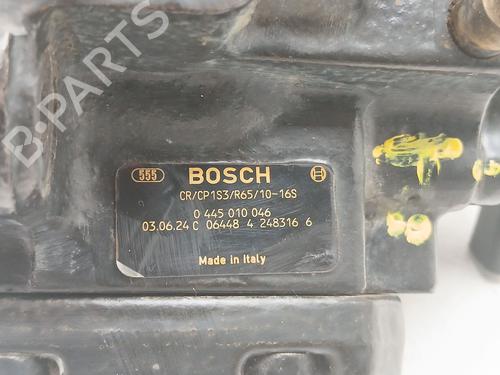 B-PARTS
555 BOSCH
CR/CP1S3/R65/10-16S
0 445 010 046
03.06.24 C 06448 4 248316 6
Made in Italy